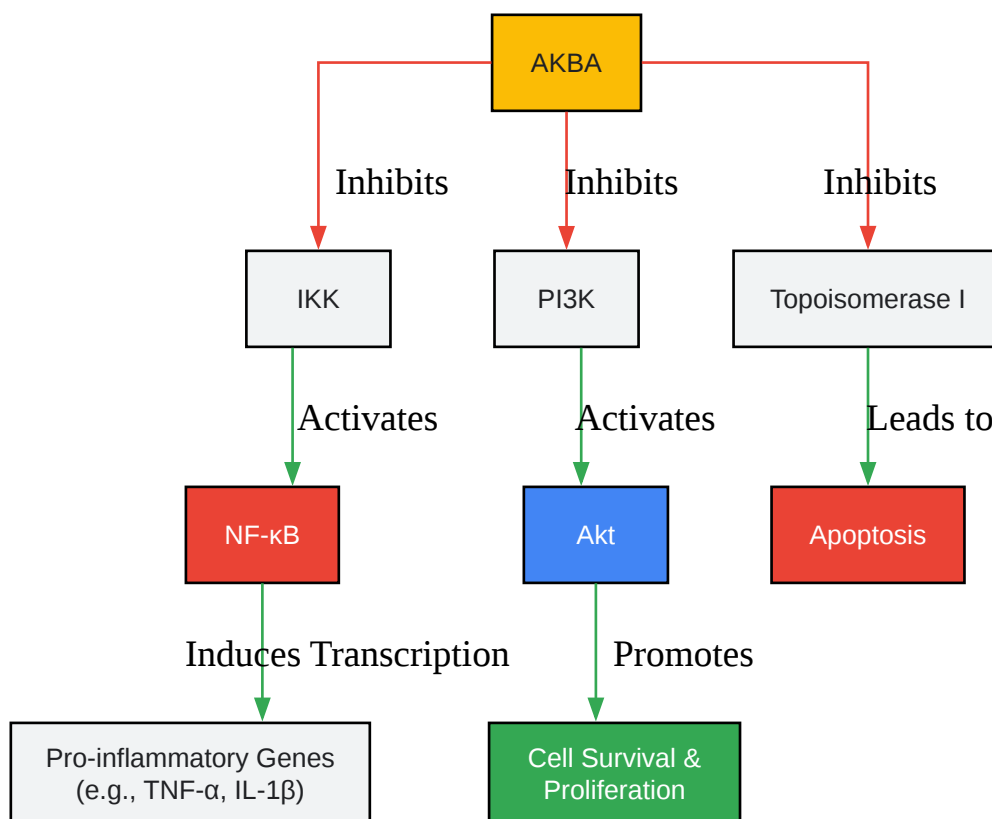 AKBA
Inhibits
Inhibits
Inhibits
IKK
PI3K
Topoisomerase I
Activates
Activates
Leads to
NF-κB
Akt
Apoptosis
Induces Transcription
Promotes
Pro-inflammatory Genes
(e.g., TNF-α, IL-1β)
Cell Survival &
Proliferation